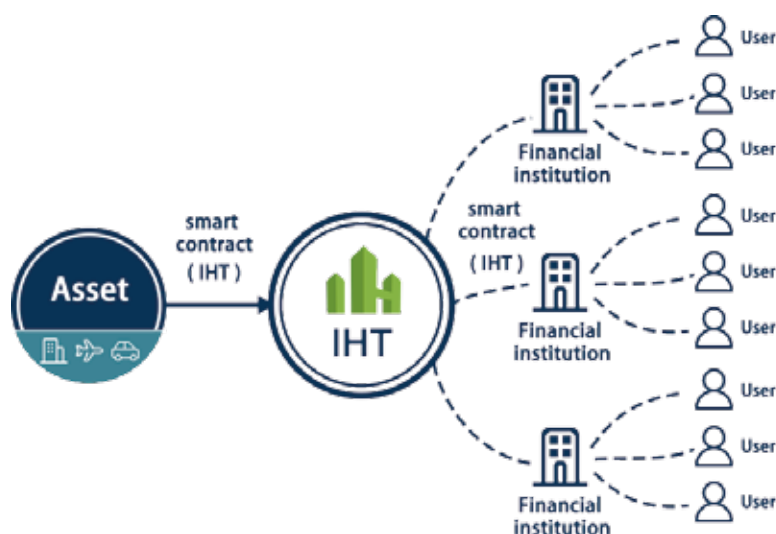 Asset
smart
contract
( IHT )
IHT
smart
contract
( IHT )
Financial
institution
User
User
User
Financial
institution
User
User
User
Financial
institution
User
User
User